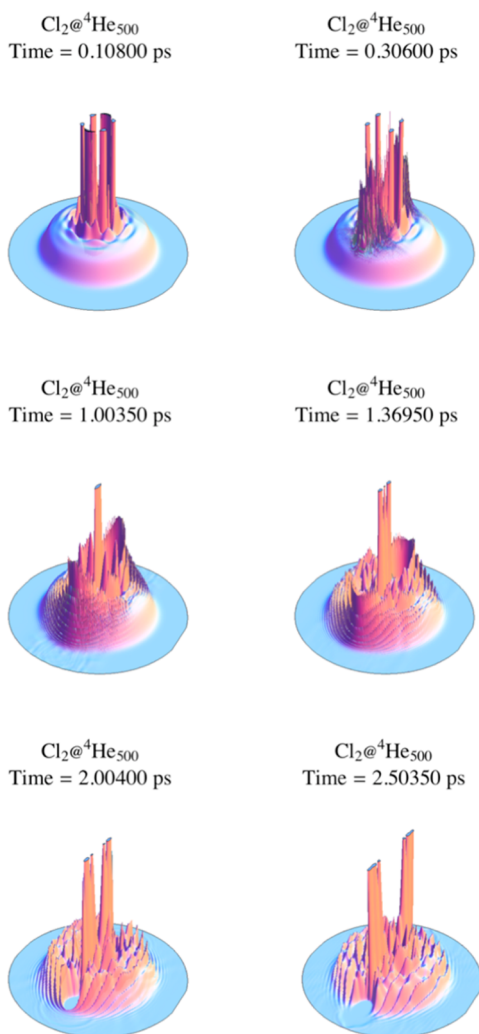 Cl₂@⁴He₅₀₀
Time = 0.10800 ps
Cl₂@⁴He₅₀₀
Time = 0.30600 ps
Cl₂@⁴He₅₀₀
Time = 1.00350 ps
Cl₂@⁴He₅₀₀
Time = 1.36950 ps
Cl₂@⁴He₅₀₀
Time = 2.00400 ps
Cl₂@⁴He₅₀₀
Time = 2.50350 ps